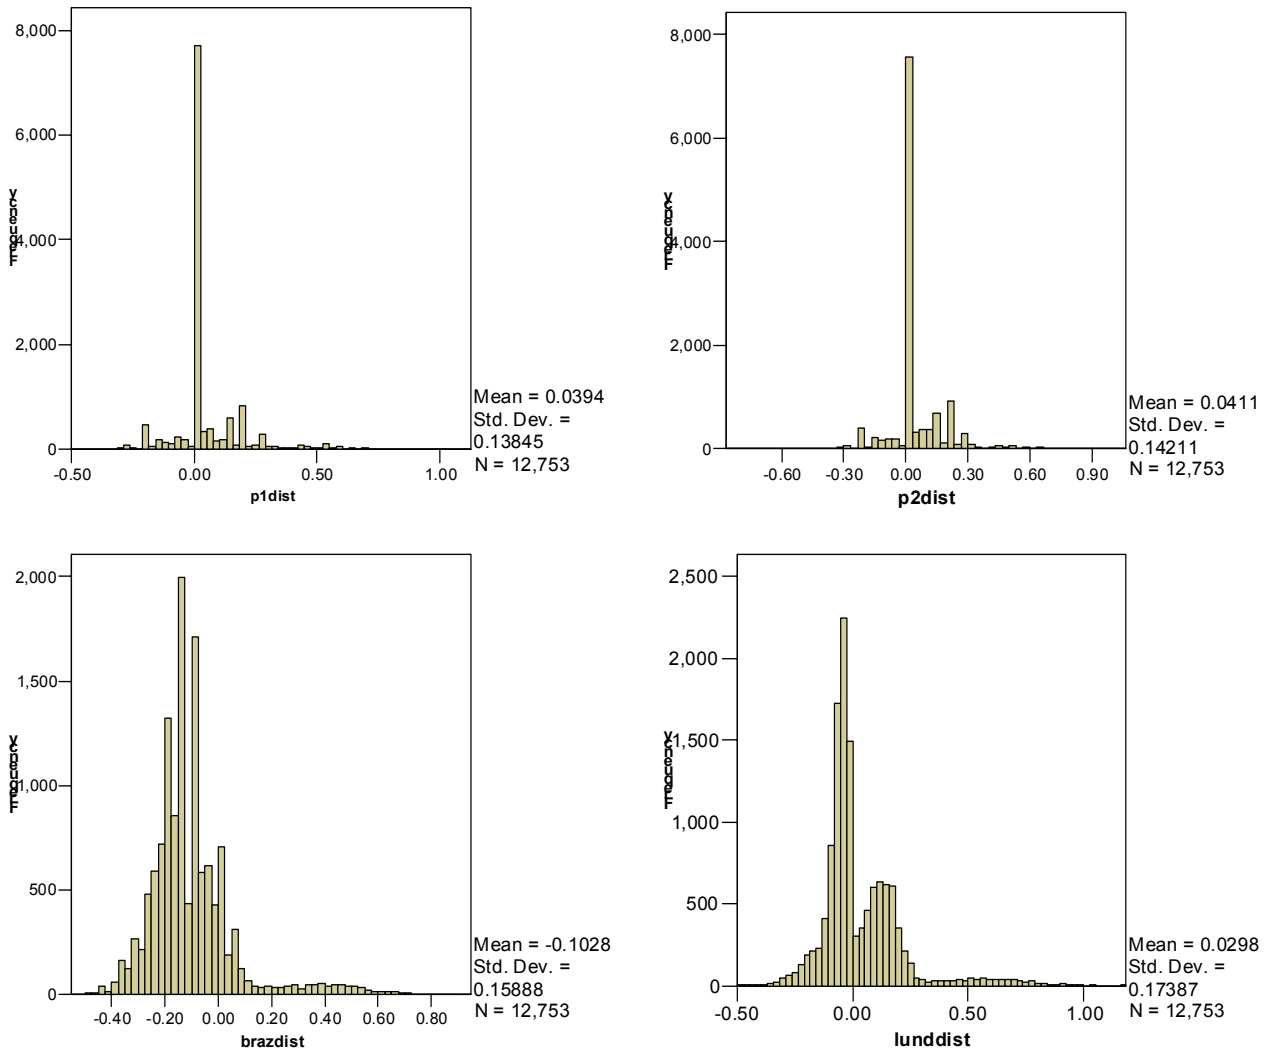 8,000
6,000
4,000
2,000
0
Frequency
-0.50
0.00
0.50
1.00
p1dist
Mean = 0.0394
Std. Dev. =
0.13845
N = 12,753
8,000
6,000
4,000
2,000
0
Frequency
-0.60
-0.30
0.00
0.30
0.60
0.90
p2dist
Mean = 0.0411
Std. Dev. =
0.14211
N = 12,753
2,000
1,500
1,000
500
0
Frequency
-0.40
-0.20
0.00
0.20
0.40
0.60
0.80
brazdist
Mean = -0.1028
Std. Dev. =
0.15888
N = 12,753
2,500
2,000
1,500
1,000
500
0
Frequency
-0.50
0.00
0.50
1.00
lunddist
Mean = 0.0298
Std. Dev. =
0.17387
N = 12,753